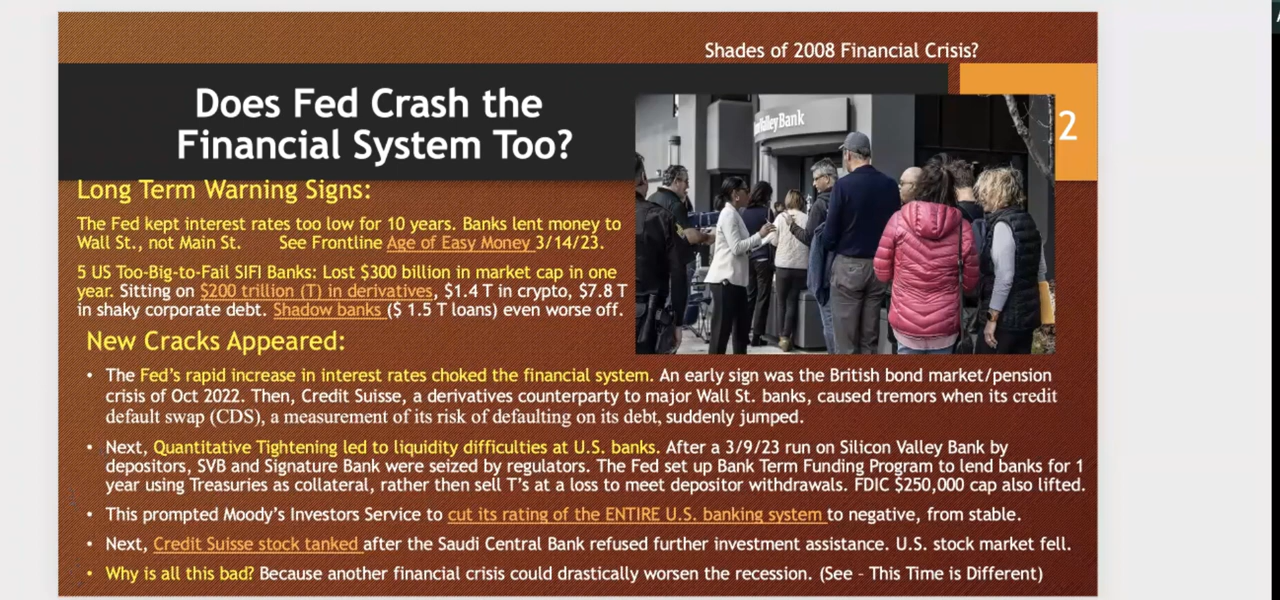 Shades of 2008 Financial Crisis?
Does Fed Crash the
Financial System Too?
Valley Bank
2
Long Term Warning Signs:
The Fed kept interest rates too low for 10 years. Banks lent money to
Wall St., not Main St. See Frontline Age of Easy Money 3/14/23.
5 US Too-Big-to-Fail SIFI Banks: Lost $300 billion in market cap in one
year. Sitting on $200 trillion (T) in derivatives, $1.4 T in crypto, $7.8 T
in shaky corporate debt. Shadow banks ($ 1.5 T loans) even worse off.
New Cracks Appeared:
• The Fed's rapid increase in interest rates choked the financial system. An early sign was the British bond market/pension
crisis of Oct 2022. Then, Credit Suisse, a derivatives counterparty to major Wall St. banks, caused tremors when its credit
default swap (CDS), a measurement of its risk of defaulting on its debt, suddenly jumped.
• Next, Quantitative Tightening led to liquidity difficulties at U.S. banks. After a 3/9/23 run on Silicon Valley Bank by
depositors, SVB and Signature Bank were seized by regulators. The Fed set up Bank Term Funding Program to lend banks for 1
year using Treasuries as collateral, rather then sell T's at a loss to meet depositor withdrawals. FDIC $250,000 cap also lifted.
• This prompted Moody's Investors Service to cut its rating of the ENTIRE U.S. banking system to negative, from stable.
• Next, Credit Suisse stock tanked after the Saudi Central Bank refused further investment assistance. U.S. stock market fell.
• Why is all this bad? Because another financial crisis could drastically worsen the recession. (See – This Time is Different)